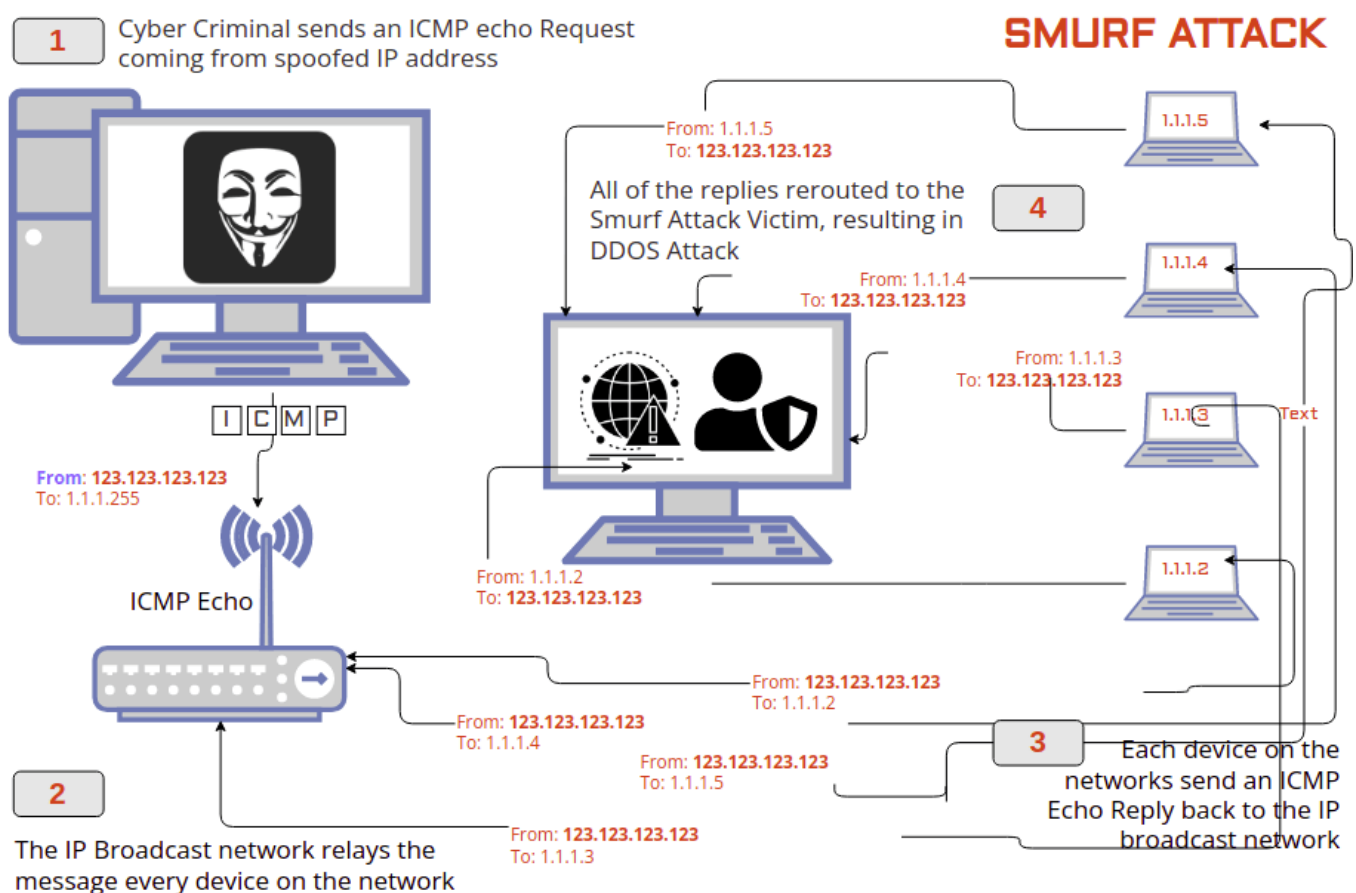 1
Cyber Criminal sends an ICMP echo Request
coming from spoofed IP address
SMURF ATTACK
From: 1.1.1.5
To: 123.123.123.123
1.1.1.5
All of the replies rerouted to the
Smurf Attack Victim, resulting in
DDOS Attack
4
From: 1.1.1.4
To: 123.123.123.123
1.1.1.4
From: 1.1.1.3
To: 123.123.123.123
1.1.1.3
Text
ICMP
From: 123.123.123.123
To: 1.1.1.255
From: 1.1.1.2
To: 123.123.123.123
1.1.1.2
ICMP Echo
From: 123.123.123.123
To: 1.1.1.2
From: 123.123.123.123
To: 1.1.1.4
From: 123.123.123.123
To: 1.1.1.5
3
Each device on the
networks send an ICMP
Echo Reply back to the IP
broadcast network
2
The IP Broadcast network relays the
message every device on the network
From: 123.123.123.123
To: 1.1.1.3